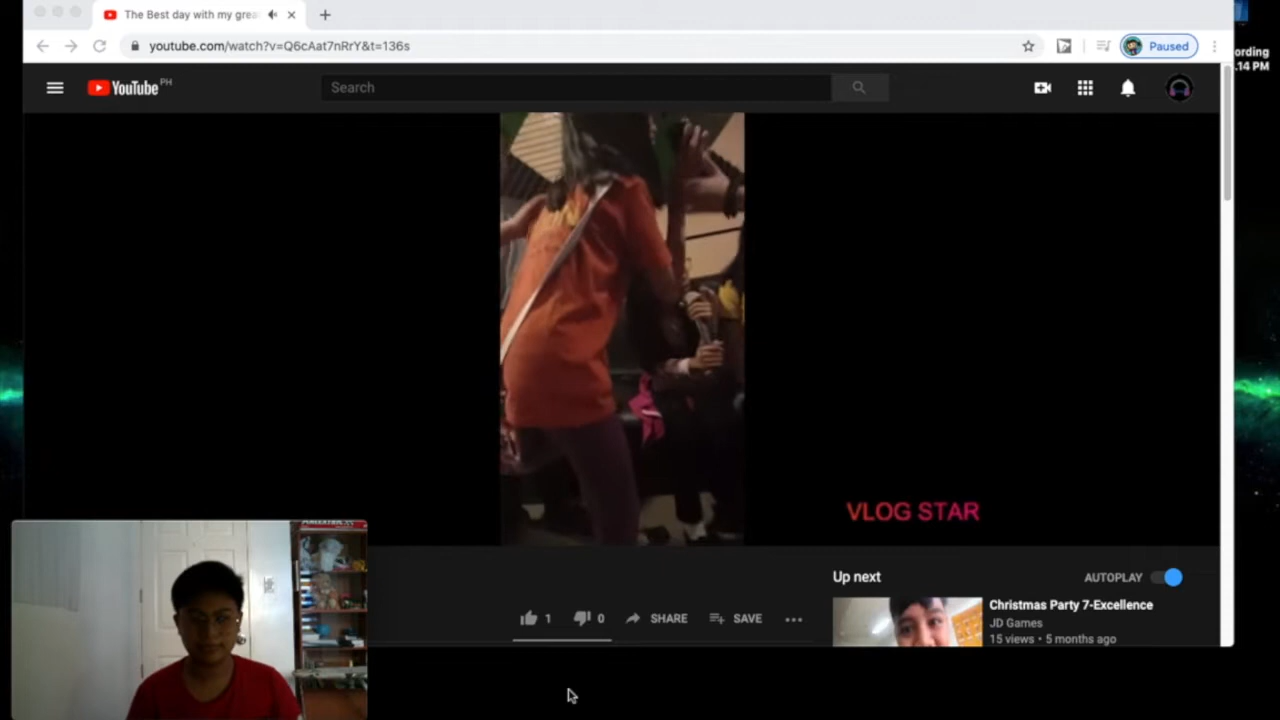 The Best day with my grea
youtube.com/watch?v=Q6cAat7nRrY&t=136s
Paused
ording
.14 PM
YouTube PH
Search
VLOG STAR
Up next
AUTOPLAY
1
0
SHARE
SAVE
Christmas Party 7-Excellence
JD Games
15 views • 5 months ago